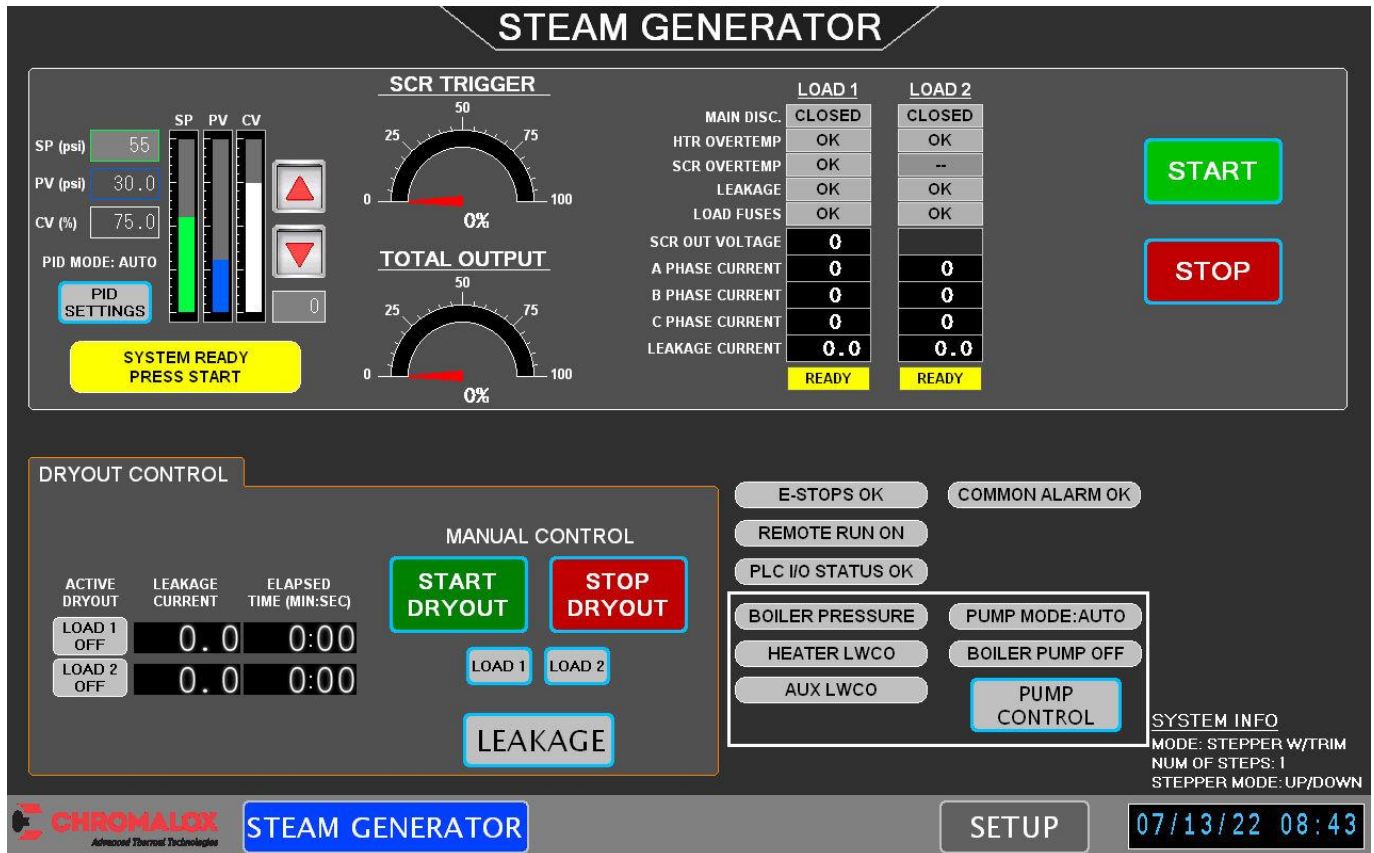 STEAM GENERATOR
SP PV CV
SP (psi) 55
PV (psi) 30.0
CV (%) 75.0
PID MODE: AUTO
PID
SETTINGS
0
SYSTEM READY
PRESS START
SCR TRIGGER
0 25 50 75 100
0%
TOTAL OUTPUT
0 25 50 75 100
0%
LOAD 1 LOAD 2
MAIN DISC. CLOSED CLOSED
HTR OVERTEMP OK OK
SCR OVERTEMP OK --
LEAKAGE OK OK
LOAD FUSES OK OK
SCR OUT VOLTAGE 0
A PHASE CURRENT 0 0
B PHASE CURRENT 0 0
C PHASE CURRENT 0 0
LEAKAGE CURRENT 0.0 0.0
READY READY
START
STOP
DRYOUT CONTROL
ACTIVE
DRYOUT
LEAKAGE
CURRENT
ELAPSED
TIME (MIN:SEC)
LOAD 1
OFF
0.0 0:00
LOAD 2
OFF
0.0 0:00
MANUAL CONTROL
START
DRYOUT
STOP
DRYOUT
LOAD 1 LOAD 2
LEAKAGE
E-STOPS OK COMMON ALARM OK
REMOTE RUN ON
PLC I/O STATUS OK
BOILER PRESSURE PUMP MODE:AUTO
HEATER LWCO BOILER PUMP OFF
AUX LWCO
PUMP
CONTROL
SYSTEM INFO
MODE: STEPPER W/TRIM
NUM OF STEPS: 1
STEPPER MODE: UP/DOWN
CHROMALOX
Advanced Thermal Technologies
STEAM GENERATOR
SETUP
07/13/22 08:43